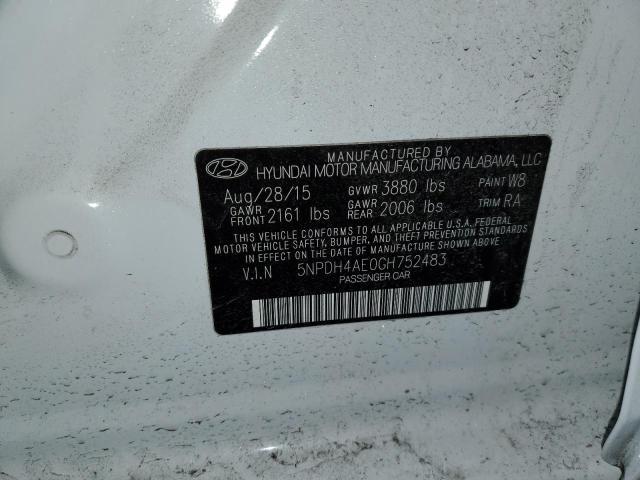 MANUFACTURED BY
HYUNDAI MOTOR MANUFACTURING ALABAMA, LLC
Aug/28/15 GVWR 3880 lbs PAINT W8
GAWR FRONT 2161 lbs GAWR REAR 2006 lbs TRIM RA
THIS VEHICLE CONFORMS TO ALL APPLICABLE U.S.A. FEDERAL
MOTOR VEHICLE SAFETY, BUMPER, AND THEFT PREVENTION STANDARDS
IN EFFECT ON THE DATE OF MANUFACTURE SHOWN ABOVE.
V.I.N 5NPDH4AE0GH752483
PASSENGER CAR